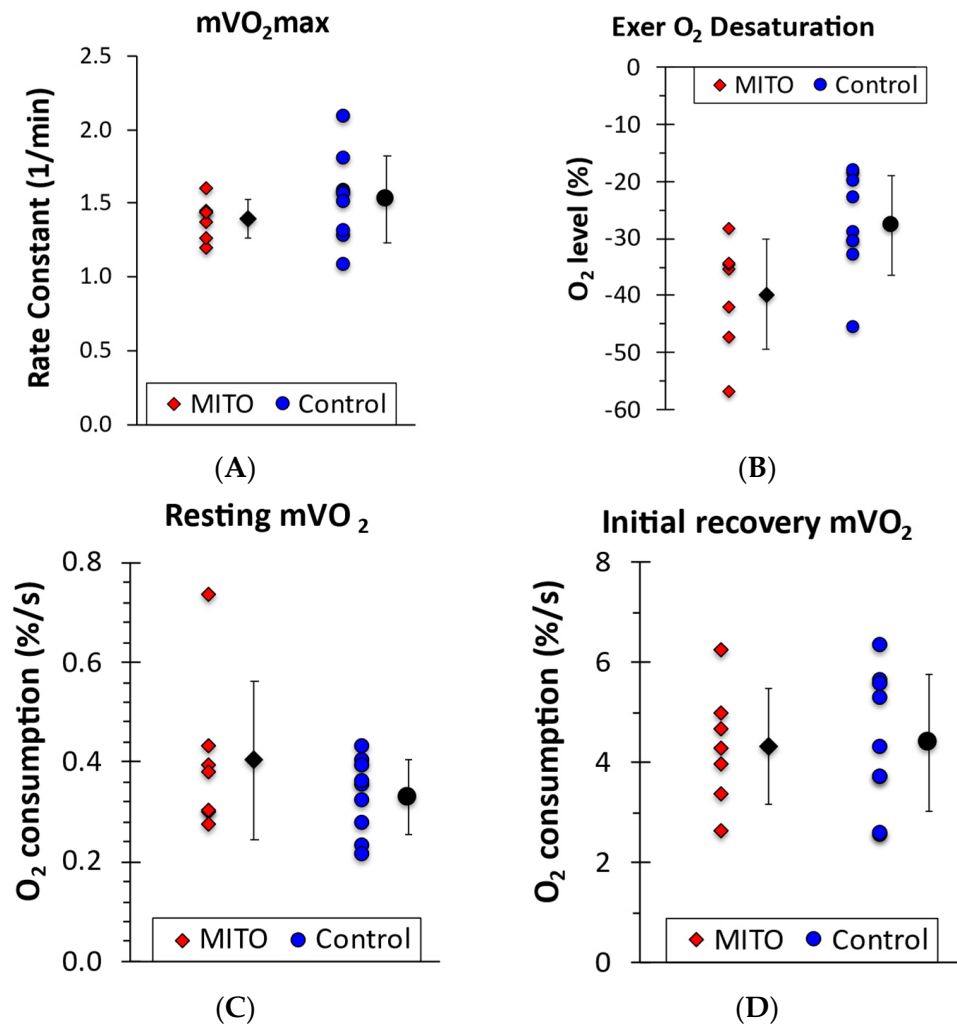 mVO₂max
Rate Constant (1/min)
2.5
2.0
1.5
1.0
0.5
0.0
MITO Control
(A)
Exer O₂ Desaturation
O₂ level (%)
0
-10
-20
-30
-40
-50
-60
MITO Control
(B)
Resting mVO ₂
O₂ consumption (%/s)
0.8
0.6
0.4
0.2
0.0
MITO Control
(C)
Initial recovery mVO₂
O₂ consumption (%/s)
8
6
4
2
0
MITO Control
(D)